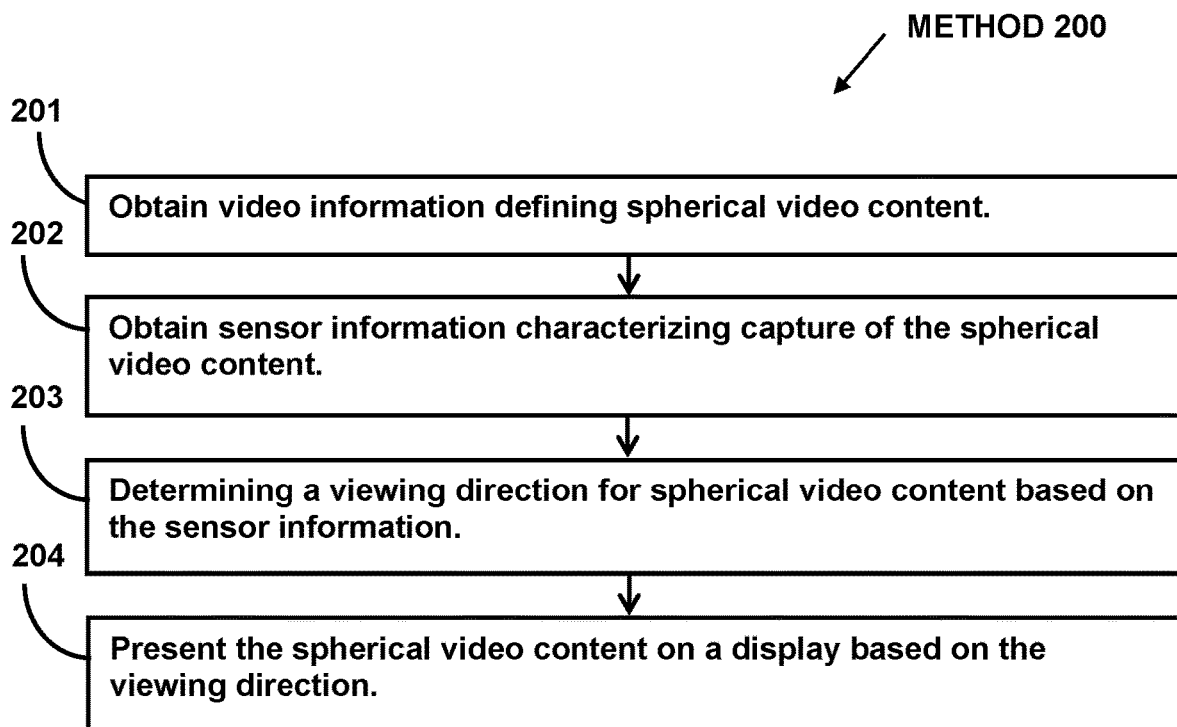 METHOD 200
201
Obtain video information defining spherical video content.
202
Obtain sensor information characterizing capture of the spherical
video content.
203
Determining a viewing direction for spherical video content based on
the sensor information.
204
Present the spherical video content on a display based on the
viewing direction.